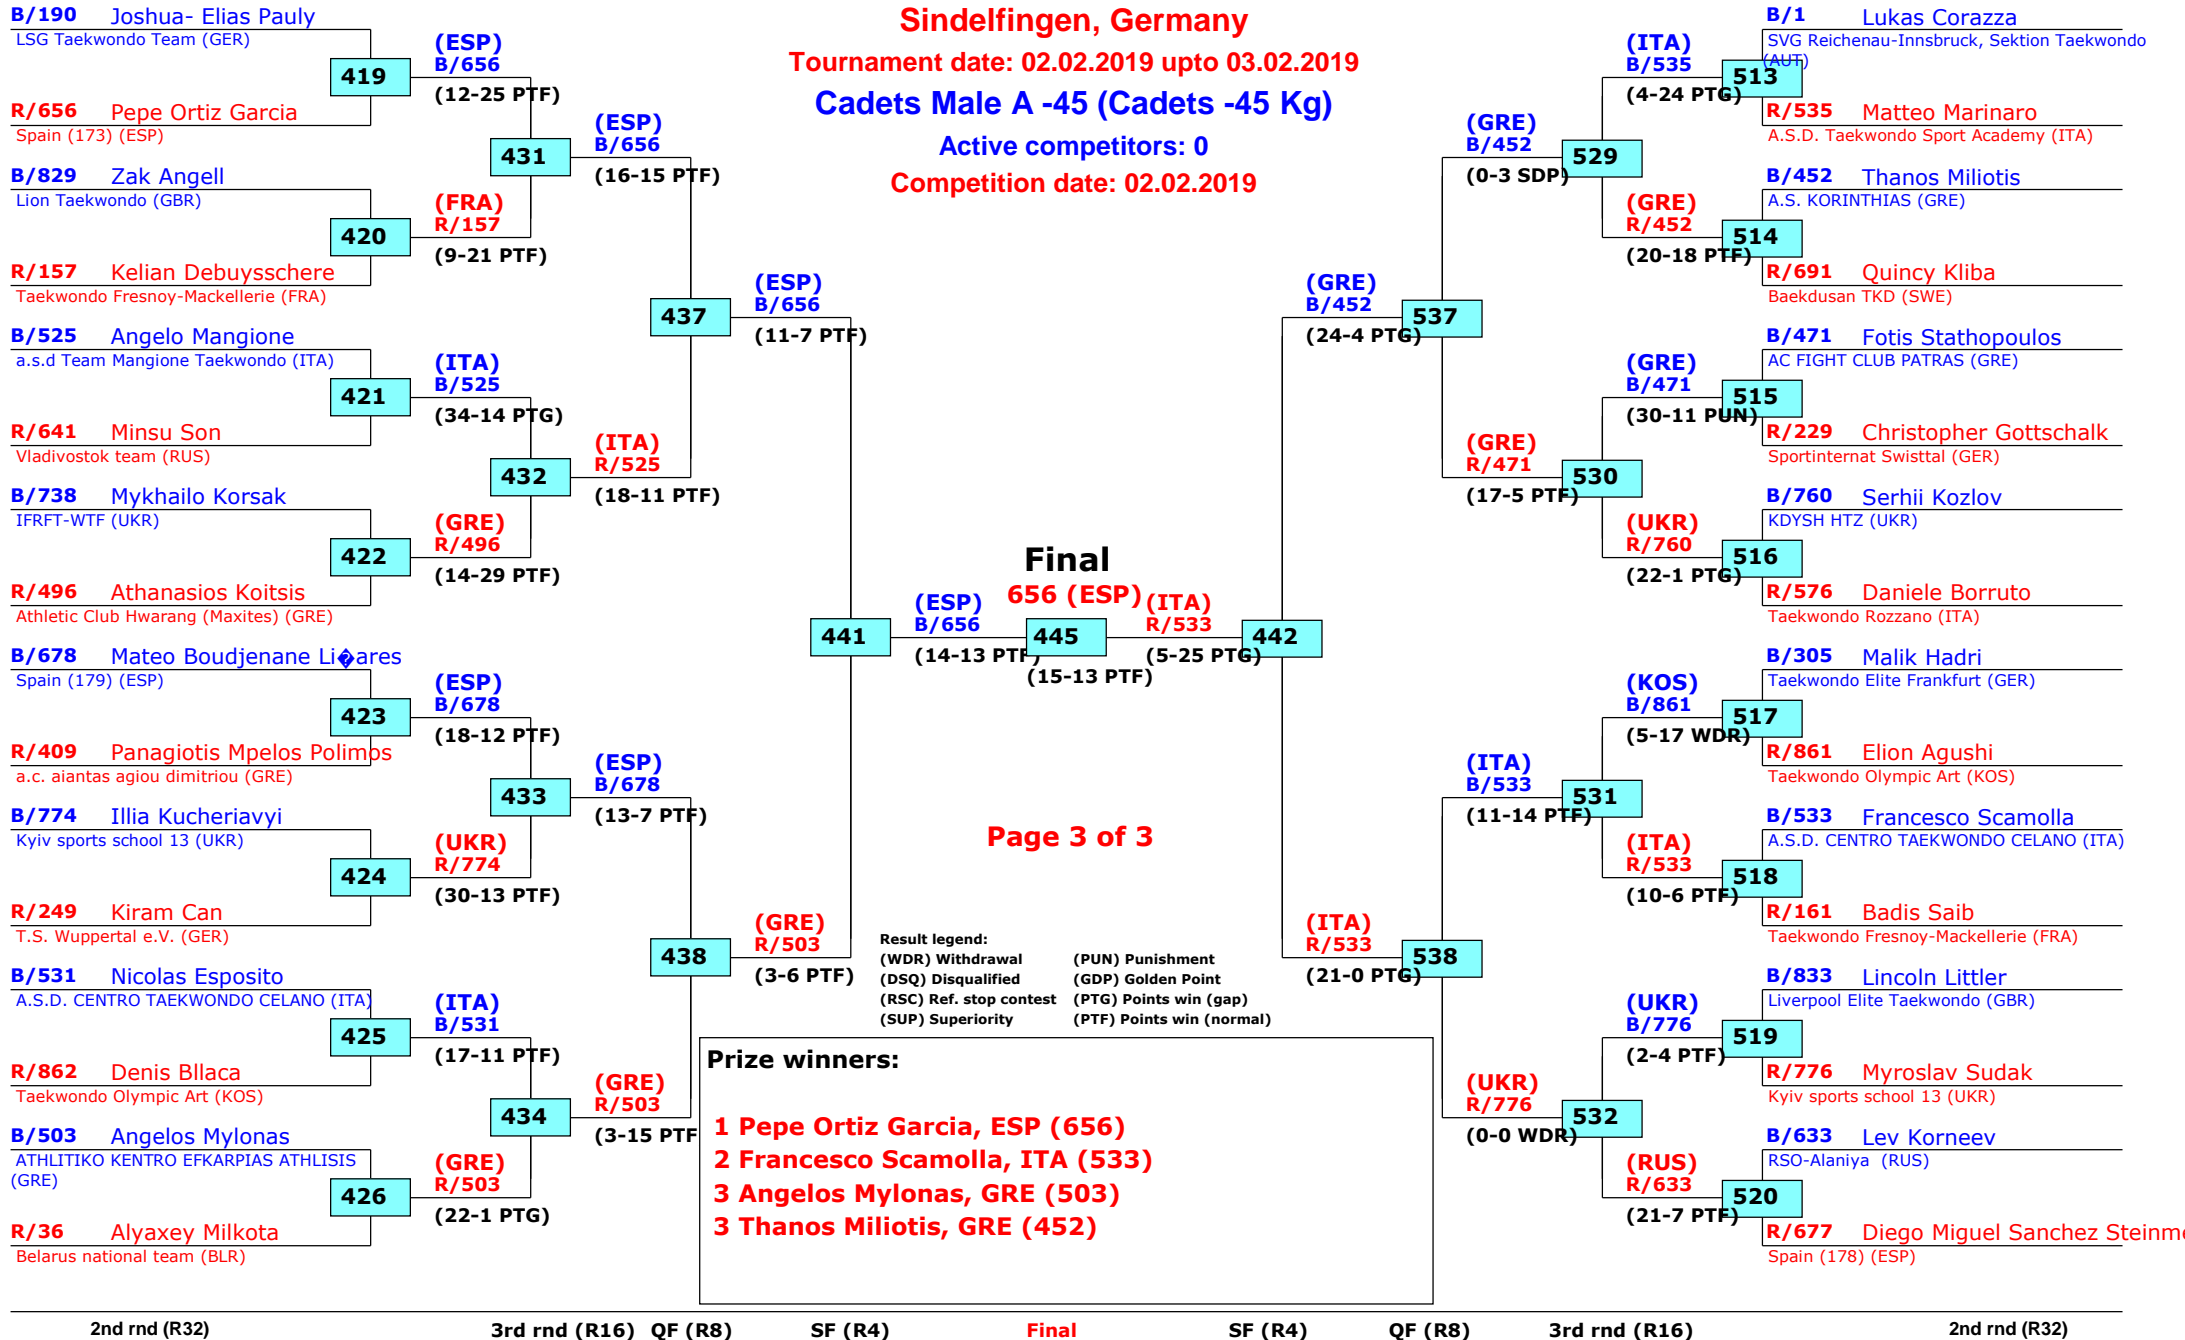 Sindelfingen, Germany
Tournament date: 02.02.2019 upto 03.02.2019
Cadets Male A -45 (Cadets -45 Kg)
Active competitors: 0
Competition date: 02.02.2019
B/190 Joshua- Elias Pauly
LSG Taekwondo Team (GER)
419
R/656 Pepe Ortiz Garcia
Spain (173) (ESP)
B/829 Zak Angell
Lion Taekwondo (GBR)
420
R/157 Kelian Debuysschere
Taekwondo Fresnoy-Mackellerie (FRA)
B/525 Angelo Mangione
a.s.d Team Mangione Taekwondo (ITA)
421
R/641 Minsu Son
Vladivostok team (RUS)
B/738 Mykhailo Korsak
IFRFT-WTF (UKR)
422
R/496 Athanasios Koitsis
Athletic Club Hwarang (Maxites) (GRE)
B/678 Mateo Boudjenane Li�ares
Spain (179) (ESP)
423
R/409 Panagiotis Mpelos Polimos
a.c. aiantas agiou dimitriou (GRE)
B/774 Illia Kucheriavyi
Kyiv sports school 13 (UKR)
424
R/249 Kiram Can
T.S. Wuppertal e.V. (GER)
B/531 Nicolas Esposito
A.S.D. CENTRO TAEKWONDO CELANO (ITA)
425
R/862 Denis Bllaca
Taekwondo Olympic Art (KOS)
B/503 Angelos Mylonas
ATHLITIKO KENTRO EFKARPIAS ATHLISIS
(GRE)
426
R/36 Alyaxey Milkota
Belarus national team (BLR)
(ESP)
B/656
(12-25 PTF)
431
(FRA)
R/157
(9-21 PTF)
(ITA)
B/525
(34-14 PTG)
432
(GRE)
R/496
(14-29 PTF)
(ESP)
B/678
(18-12 PTF)
433
(UKR)
R/774
(30-13 PTF)
(ITA)
B/531
(17-11 PTF)
434
(GRE)
R/503
(22-1 PTG)
(ESP)
B/656
(16-15 PTF)
437
(ITA)
R/525
(18-11 PTF)
(ESP)
B/678
(13-7 PTF)
438
(GRE)
R/503
(3-15 PTF
(ESP)
B/656
(11-7 PTF)
441
(GRE)
R/503
(3-6 PTF)
(ESP)
B/656
(14-13 PTF)
Final
656 (ESP)
445
(15-13 PTF)
(ITA)
R/533
(5-25 PTG)
442
Page 3 of 3
(GRE)
B/452
(24-4 PTG)
537
(ITA)
R/533
(21-0 PTG)
538
(GRE)
B/452
(0-3 SDP)
529
(GRE)
R/471
(17-5 PTF)
530
(ITA)
B/533
(11-14 PTF)
531
(UKR)
R/776
(0-0 WDR)
532
(ITA)
B/535
(4-24 PTG)
513
(GRE)
R/452
(20-18 PTF)
514
(GRE)
B/471
(30-11 PUN)
515
(UKR)
R/760
(22-1 PTG)
516
(KOS)
B/861
(5-17 WDR)
517
(ITA)
R/533
(10-6 PTF)
518
(UKR)
B/776
(2-4 PTF)
519
(RUS)
R/633
(21-7 PTF)
520
B/1 Lukas Corazza
SVG Reichenau-Innsbruck, Sektion Taekwondo
(AUT)
R/535 Matteo Marinaro
A.S.D. Taekwondo Sport Academy (ITA)
B/452 Thanos Miliotis
A.S. KORINTHIAS (GRE)
R/691 Quincy Kliba
Baekdusan TKD (SWE)
B/471 Fotis Stathopoulos
AC FIGHT CLUB PATRAS (GRE)
R/229 Christopher Gottschalk
Sportinternat Swisttal (GER)
B/760 Serhii Kozlov
KDYSH HTZ (UKR)
R/576 Daniele Borruto
Taekwondo Rozzano (ITA)
B/305 Malik Hadri
Taekwondo Elite Frankfurt (GER)
R/861 Elion Agushi
Taekwondo Olympic Art (KOS)
B/533 Francesco Scamolla
A.S.D. CENTRO TAEKWONDO CELANO (ITA)
R/161 Badis Saib
Taekwondo Fresnoy-Mackellerie (FRA)
B/833 Lincoln Littler
Liverpool Elite Taekwondo (GBR)
R/776 Myroslav Sudak
Kyiv sports school 13 (UKR)
B/633 Lev Korneev
RSO-Alaniya (RUS)
R/677 Diego Miguel Sanchez Steinme
Spain (178) (ESP)
Result legend:
(WDR) Withdrawal (PUN) Punishment
(DSQ) Disqualified (GDP) Golden Point
(RSC) Ref. stop contest (PTG) Points win (gap)
(SUP) Superiority (PTF) Points win (normal)
Prize winners:
1 Pepe Ortiz Garcia, ESP (656)
2 Francesco Scamolla, ITA (533)
3 Angelos Mylonas, GRE (503)
3 Thanos Miliotis, GRE (452)
2nd rnd (R32) 3rd rnd (R16) QF (R8) SF (R4) Final SF (R4) QF (R8) 3rd rnd (R16) 2nd rnd (R32)